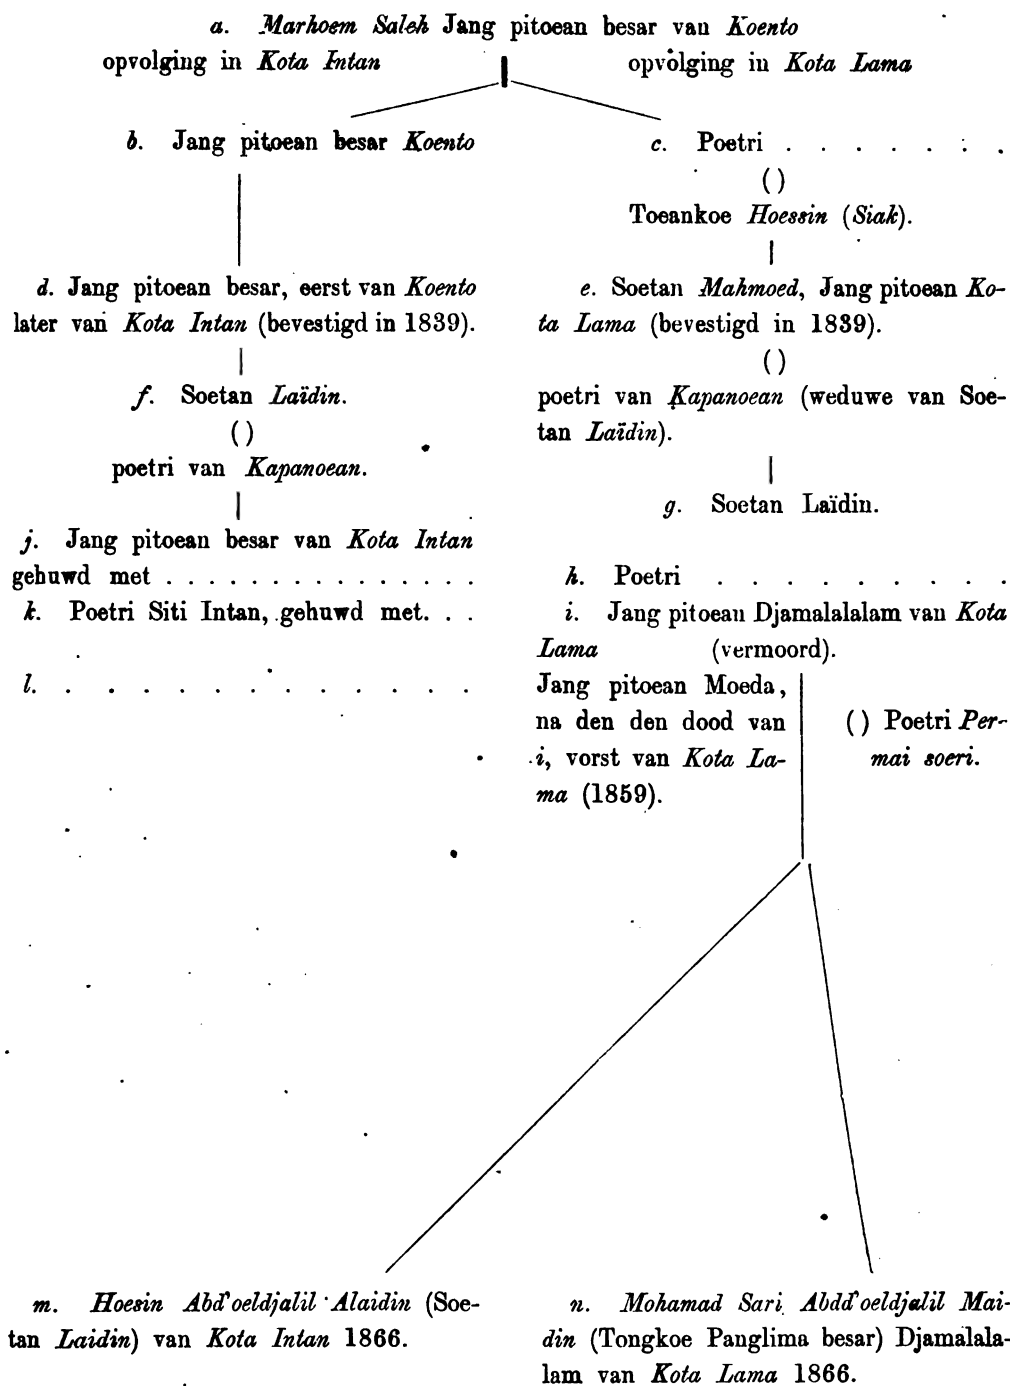 a. Marhoem Saleh Jang pitoean besar van Koento
opvolging in Kota Intan
opvolging in Kota Lama
b. Jang pitoean besar Koento
c. Poetri . . . . . . .
()
Toeankoe Hoessin (Siak).
d. Jang pitoean besar, eerst van Koento
later van Kota Intan (bevestigd in 1839).
f. Soetan Laïdin.
()
poetri van Kapanoean.
j. Jang pitoean besar van Kota Intan
gehuwd met . . . . . . . . . . . . . . .
k. Poetri Siti Intan, gehuwd met. . .
l. . . . . . . . . . .
e. Soetan Mahmoed, Jang pitoean Ko-
ta Lama (bevestigd in 1839).
()
poetri van Kapanoean (weduwe van Soe-
tan Laïdin).
g. Soetan Laïdin.
h. Poetri . . . . . . . . .
i. Jang pitoean Djamalalalam van Kota
Lama (vermoord).
Jang pitoean Moeda,
na den den dood van
i, vorst van Kota La-
ma (1859).
() Poetri Per-
mai soeri.
m. Hoesin Abd'oeldjalil Alaidin (Soe-
tan Laidin) van Kota Intan 1866.
n. Mohamad Sari Abdd'oeldjalil Mai-
din (Tongkoe Panglima besar) Djamalala-
lam van Kota Lama 1866.